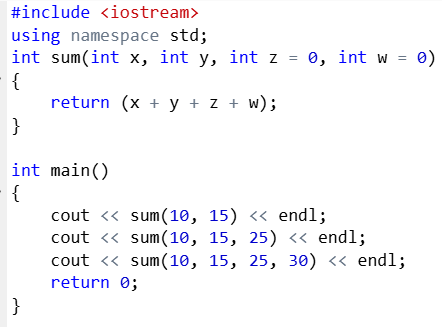 #include <iostream>
using namespace std;
int sum(int x, int y, int z = 0, int w = 0)
{
    return (x + y + z + w);
}

int main()
{
    cout << sum(10, 15) << endl;
    cout << sum(10, 15, 25) << endl;
    cout << sum(10, 15, 25, 30) << endl;
    return 0;
}